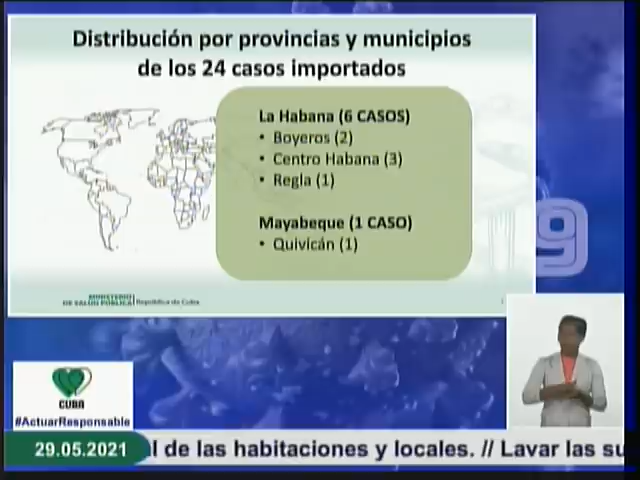 Distribución por provincias y municipios
de los 24 casos importados
La Habana (6 CASOS)
• Boyeros (2)
• Centro Habana (3)
• Regla (1)
Mayabeque (1 CASO)
• Quivicán (1)
9
MINISTERIO
DE SALUD PÚBLICA República de Cuba
CUBA
#ActuarResponsable
29.05.2021 l de las habitaciones y locales. // Lavar las su